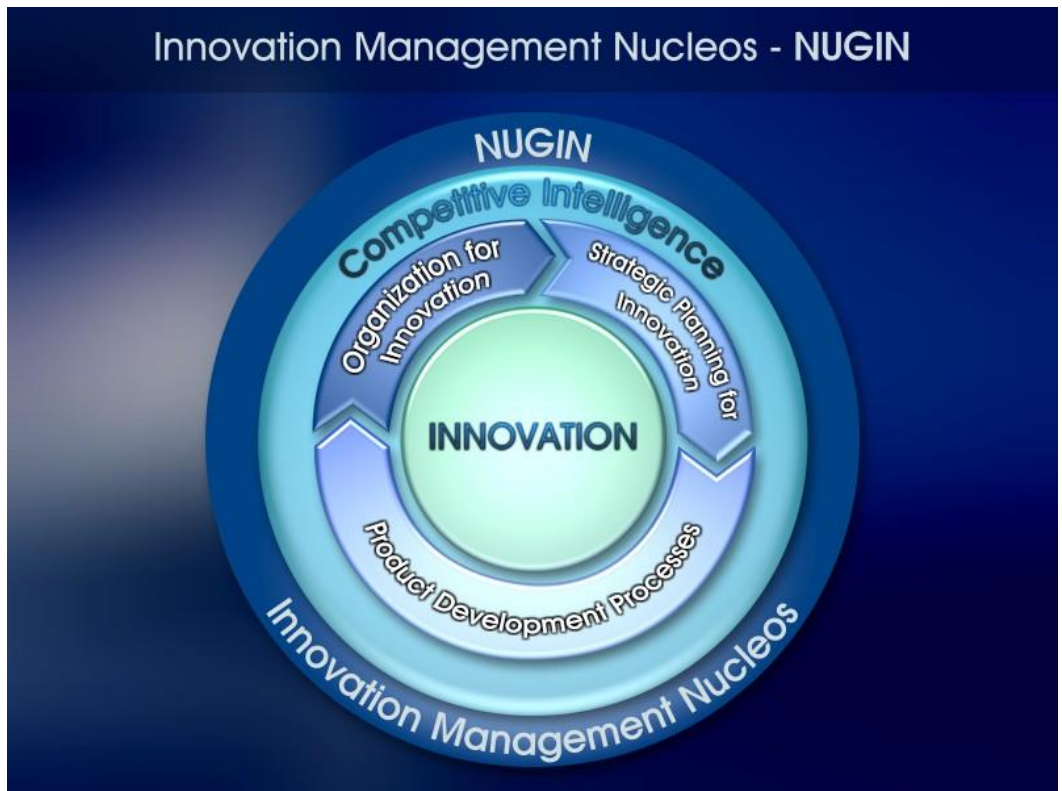 Innovation Management Nucleos - NUGIN
NUGIN
Competitive Intelligence
Organization for
Innovation
Strategic Planning for
Innovation
INNOVATION
Product Development Processes
Innovation Management Nucleos